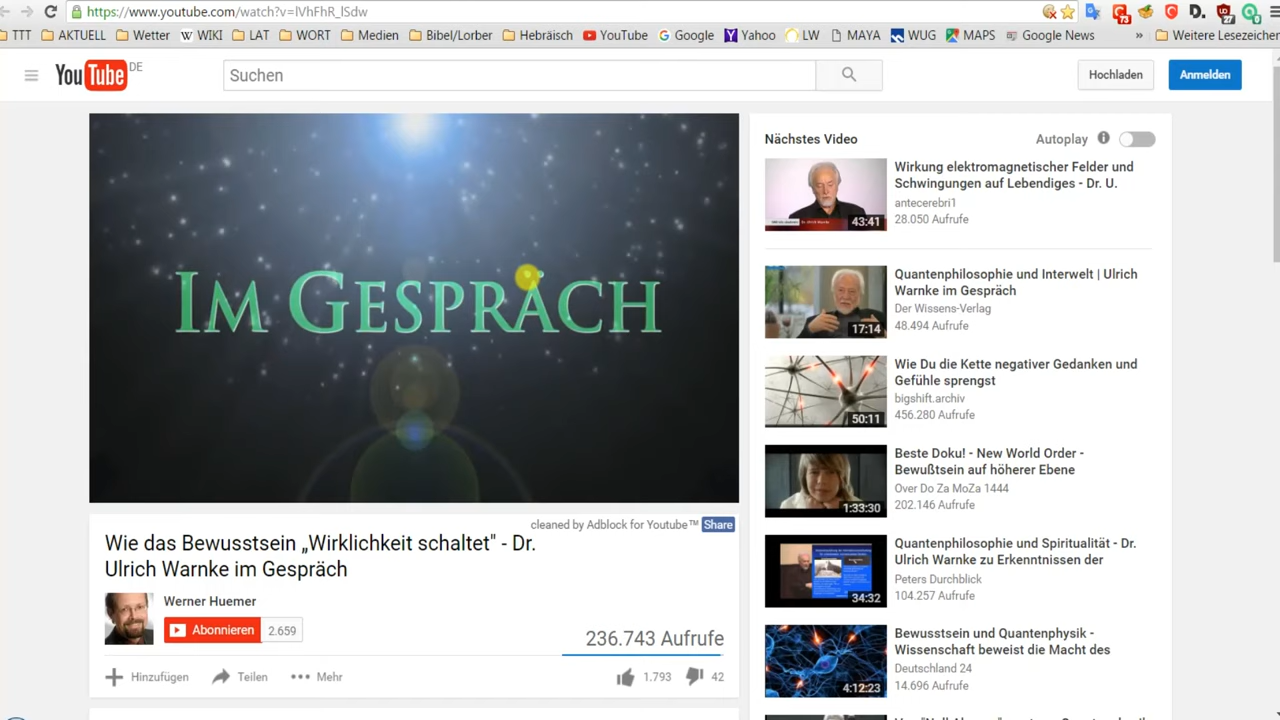 https://www.youtube.com/watch?v=lVhFhR_lSdw
73
D.
27
TTT AKTUELL Wetter W WIKI LAT WORT Medien Bibel/Lorber Hebräisch YouTube Google Yahoo LW MAYA WUG MAPS Google News » Weitere Lesezeichen
YouTube DE
Suchen
Hochladen
Anmelden
IM GESPRÄCH
cleaned by Adblock for Youtube™ Share
Wie das Bewusstsein „Wirklichkeit schaltet" - Dr.
Ulrich Warnke im Gespräch
Werner Huemer
Abonnieren 2.659
236.743 Aufrufe
Hinzufügen Teilen Mehr 1.793 42
Nächstes Video Autoplay
Wirkung elektromagnetischer Felder und
Schwingungen auf Lebendiges - Dr. U.
antecerebri1
28.050 Aufrufe
43:41
Quantenphilosophie und Interwelt | Ulrich
Warnke im Gespräch
Der Wissens-Verlag
48.494 Aufrufe
17:14
Wie Du die Kette negativer Gedanken und
Gefühle sprengst
bigshift.archiv
456.280 Aufrufe
50:11
Beste Doku! - New World Order -
Bewußtsein auf höherer Ebene
Over Do Za MoZa 1444
202.146 Aufrufe
1:33:30
Quantenphilosophie und Spiritualität - Dr.
Ulrich Warnke zu Erkenntnissen der
Peters Durchblick
104.257 Aufrufe
34:32
Bewusstsein und Quantenphysik -
Wissenschaft beweist die Macht des
Deutschland 24
14.696 Aufrufe
4:12:23